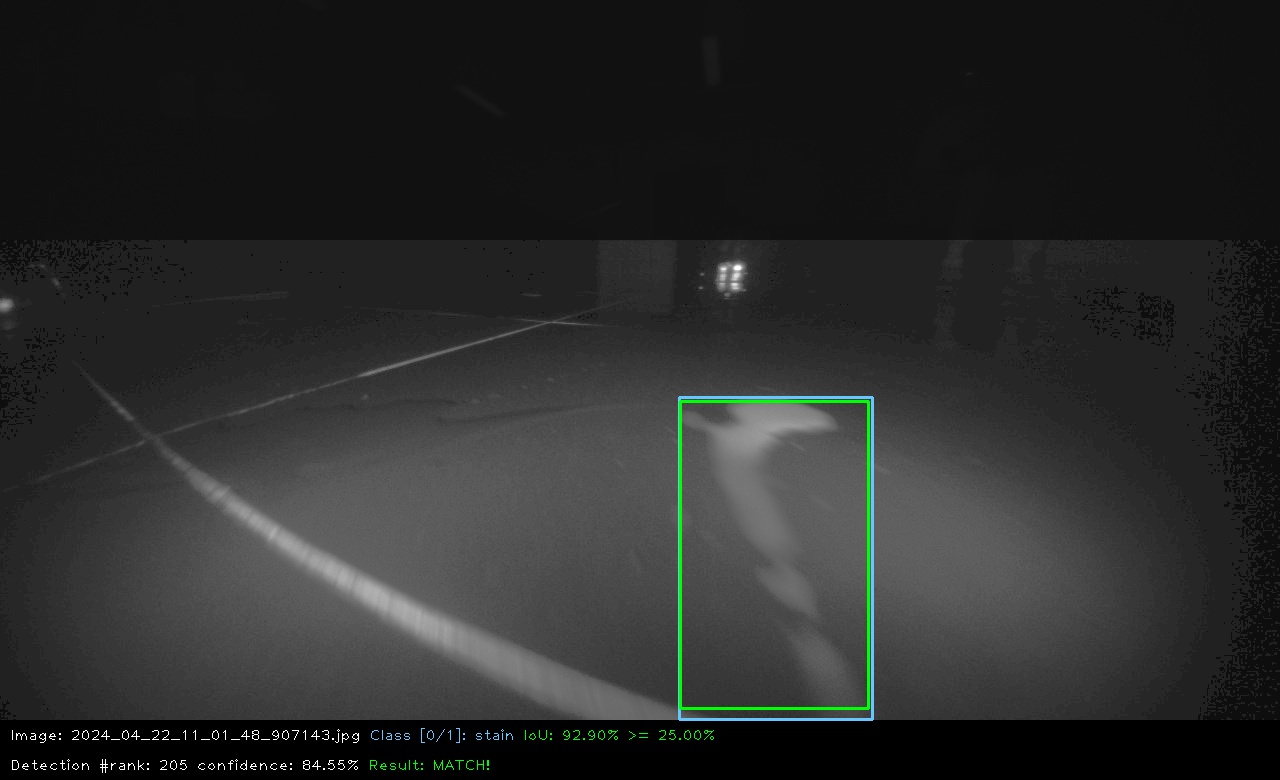 Image: 2024_04_22_11_01_48_907143.jpg Class [0/1]: stain IoU: 92.90% >= 25.00%
Detection #rank: 205 confidence: 84.55% Result: MATCH!